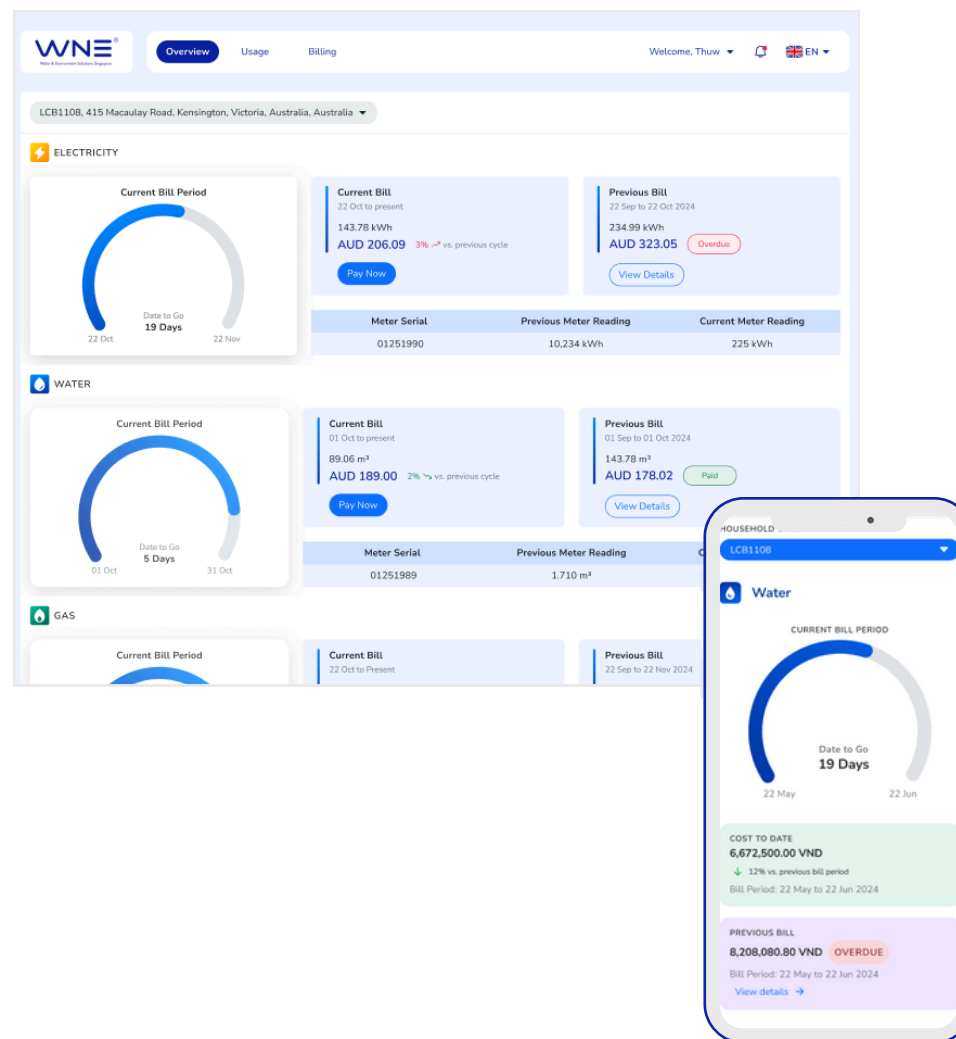 WNE®
Water & Environment Solutions Singapore
Overview Usage Billing Welcome, Thuw EN
LCB1108, 415 Macaulay Road, Kensington, Victoria, Australia, Australia
ELECTRICITY
Current Bill Period
Date to Go
19 Days
22 Oct 22 Nov
Current Bill
22 Oct to present
143.78 kWh
AUD 206.09 3% vs. previous cycle
Pay Now
Previous Bill
22 Sep to 22 Oct 2024
234.99 kWh
AUD 323.05 Overdue
View Details
Meter Serial Previous Meter Reading Current Meter Reading
01251990 10,234 kWh 225 kWh
WATER
Current Bill Period
Date to Go
5 Days
01 Oct 31 Oct
Current Bill
01 Oct to present
89.06 m³
AUD 189.00 2% vs. previous cycle
Pay Now
Previous Bill
01 Sep to 01 Oct 2024
143.78 m³
AUD 178.02 Paid
View Details
Meter Serial Previous Meter Reading
01251989 1.710 m³
GAS
Current Bill Period
Current Bill
22 Oct to Present
Previous Bill
22 Sep to 22 Nov 2024
HOUSEHOLD
LCB1108
Water
CURRENT BILL PERIOD
Date to Go
19 Days
22 May 22 Jun
COST TO DATE
6,672,500.00 VND
12% vs. previous bill period
Bill Period: 22 May to 22 Jun 2024
PREVIOUS BILL
8,208,080.80 VND OVERDUE
Bill Period: 22 May to 22 Jun 2024
View details